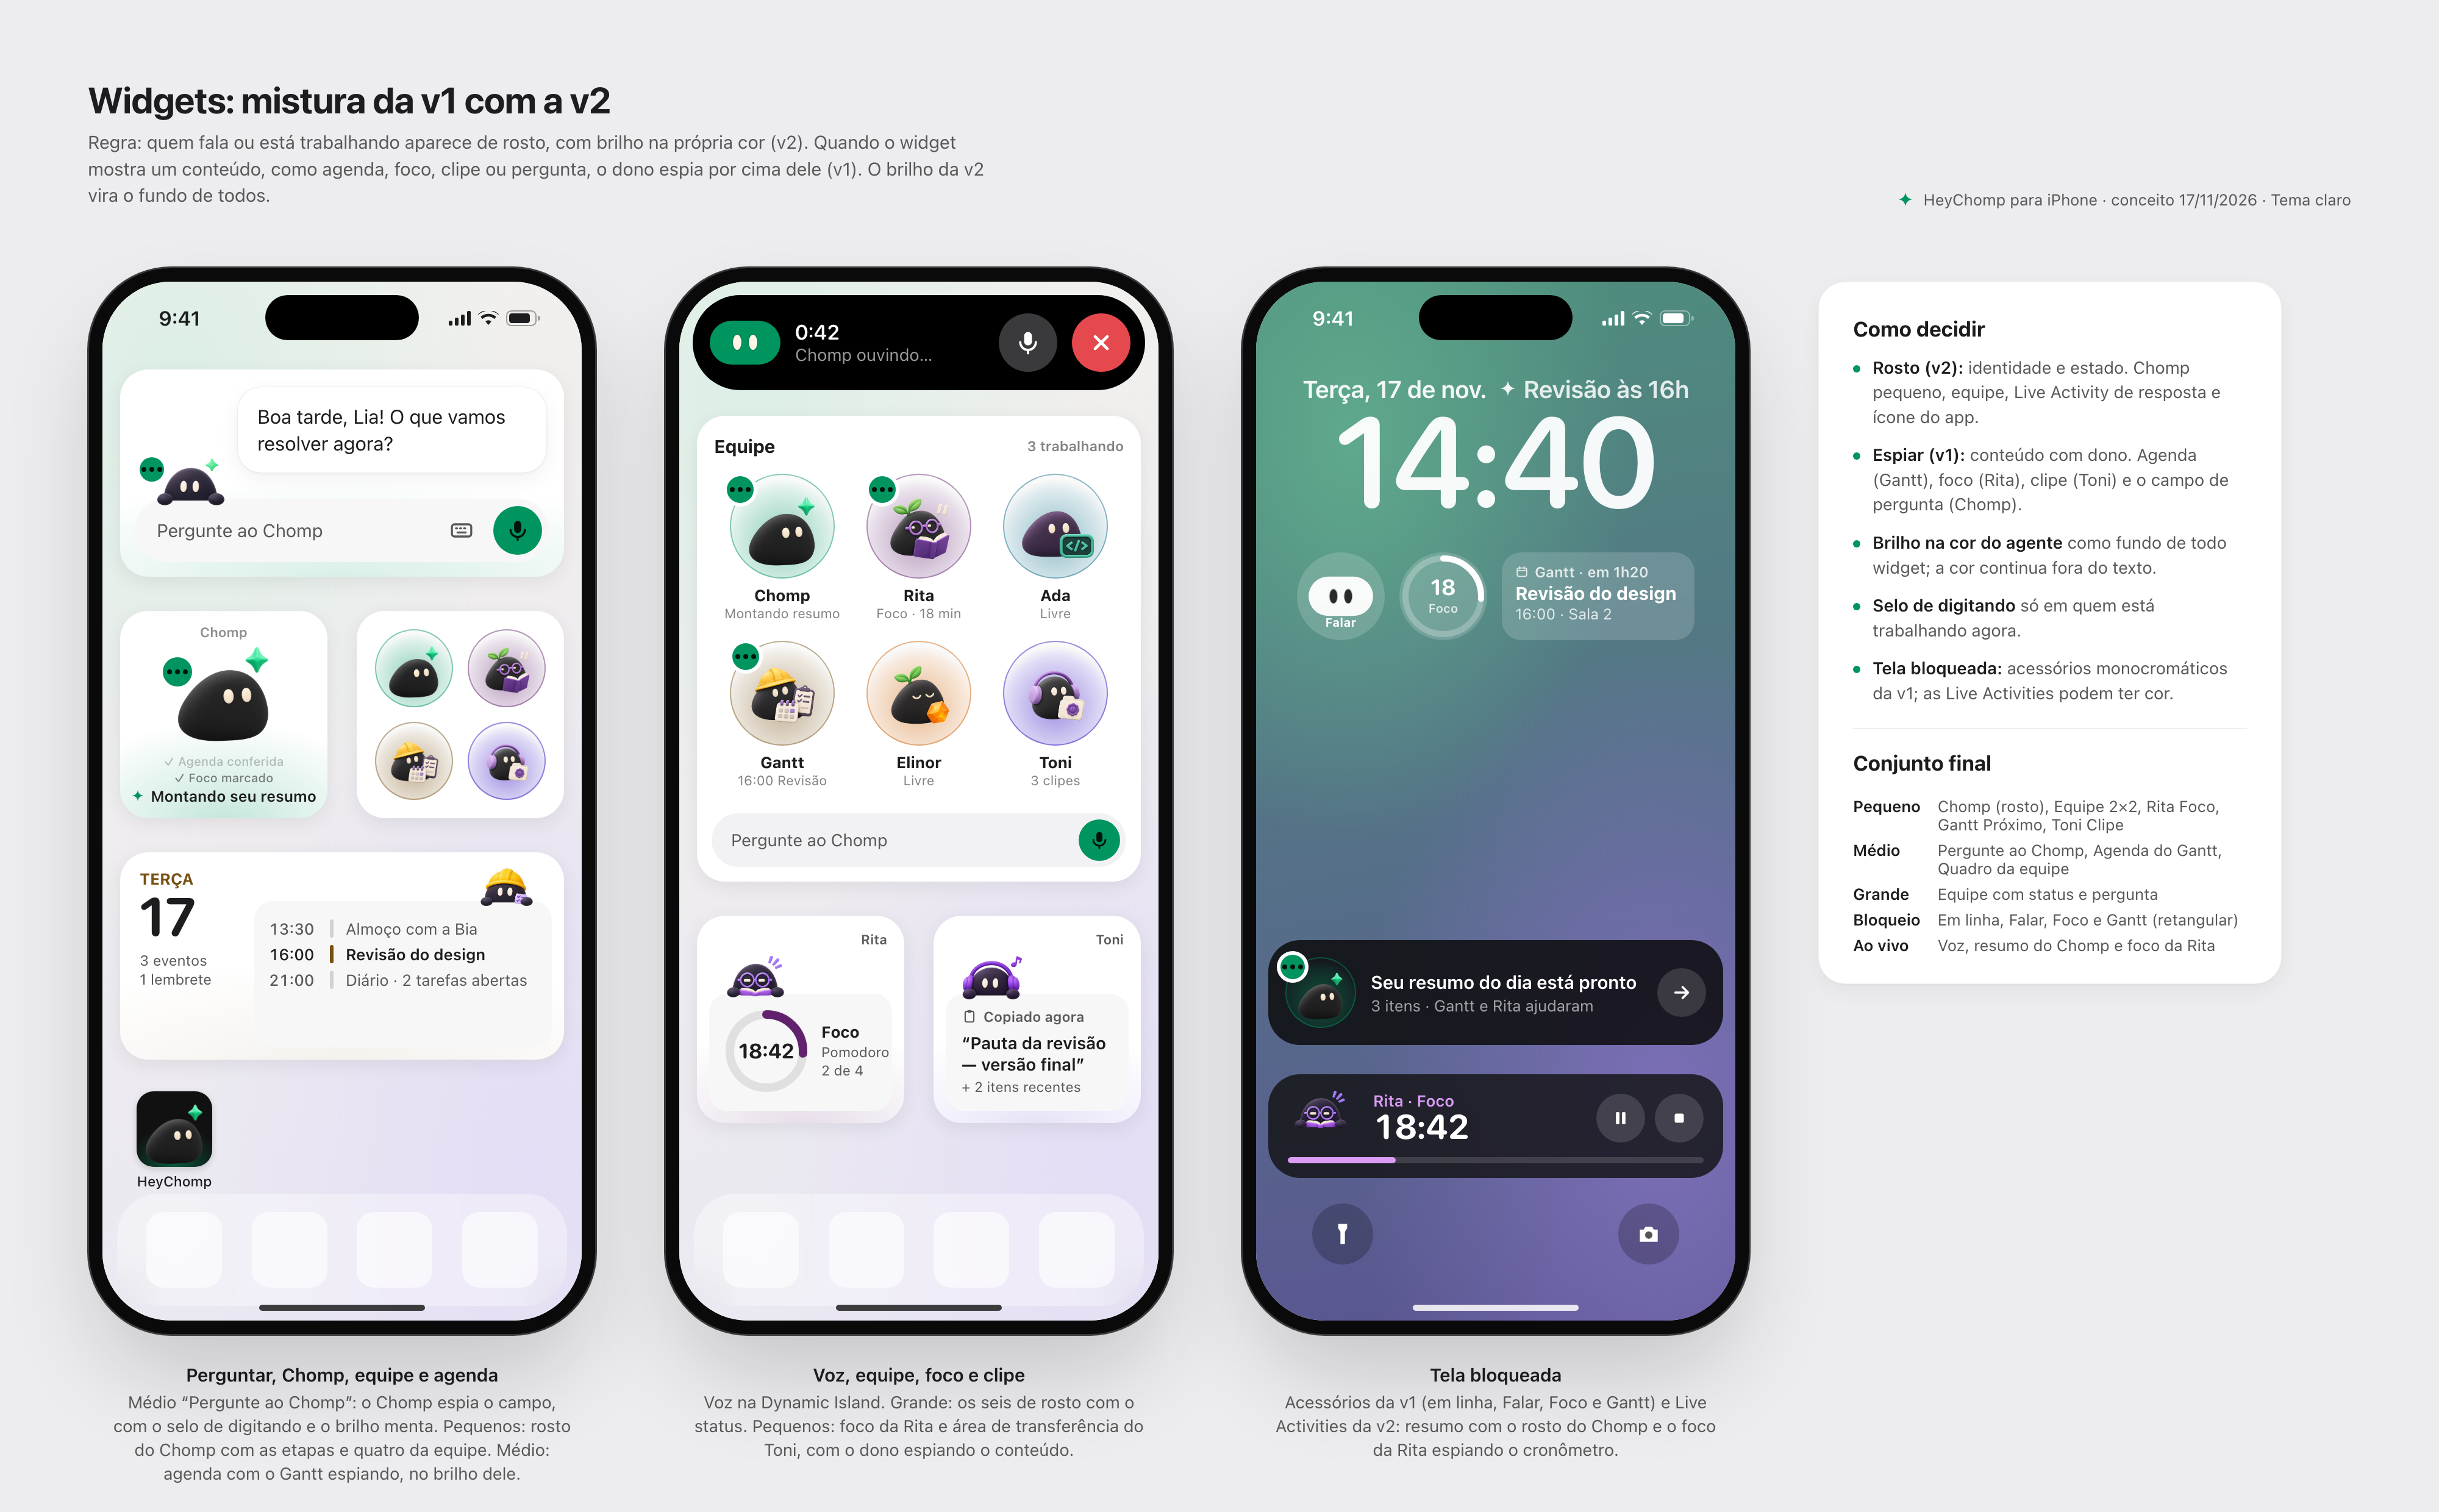 Widgets: mistura da v1 com a v2
Regra: quem fala ou está trabalhando aparece de rosto, com brilho na própria cor (v2). Quando o widget
mostra um conteúdo, como agenda, foco, clipe ou pergunta, o dono espia por cima dele (v1). O brilho da v2
vira o fundo de todos.
✦ HeyChomp para iPhone · conceito 17/11/2026 · Tema claro
9:41
Boa tarde, Lia! O que vamos
resolver agora?
Pergunte ao Chomp
Chomp
✓ Agenda conferida
✓ Foco marcado
✦ Montando seu resumo
TERÇA
17
3 eventos
1 lembrete
13:30 Almoço com a Bia
16:00 Revisão do design
21:00 Diário · 2 tarefas abertas
HeyChomp
Perguntar, Chomp, equipe e agenda
Médio “Pergunte ao Chomp”: o Chomp espia o campo,
com o selo de digitando e o brilho menta. Pequenos: rosto
do Chomp com as etapas e quatro da equipe. Médio:
agenda com o Gantt espiando, no brilho dele.
0:42
Chomp ouvindo...
Equipe
3 trabalhando
</>
Chomp
Montando resumo
Rita
Foco · 18 min
Ada
Livre
Gantt
16:00 Revisão
Elinor
Livre
Toni
3 clipes
Pergunte ao Chomp
Rita
18:42
Foco
Pomodoro
2 de 4
Toni
Copiado agora
“Pauta da revisão
— versão final”
+ 2 itens recentes
Voz, equipe, foco e clipe
Voz na Dynamic Island. Grande: os seis de rosto com o
status. Pequenos: foco da Rita e área de transferência do
Toni, com o dono espiando o conteúdo.
9:41
Terça, 17 de nov. ✦ Revisão às 16h
14:40
Falar
18
Foco
Gantt · em 1h20
Revisão do design
16:00 · Sala 2
Seu resumo do dia está pronto
3 itens · Gantt e Rita ajudaram
Rita · Foco
18:42
Tela bloqueada
Acessórios da v1 (em linha, Falar, Foco e Gantt) e Live
Activities da v2: resumo com o rosto do Chomp e o foco
da Rita espiando o cronômetro.
Como decidir
Rosto (v2): identidade e estado. Chomp
pequeno, equipe, Live Activity de resposta e
ícone do app.
Espiar (v1): conteúdo com dono. Agenda
(Gantt), foco (Rita), clipe (Toni) e o campo de
pergunta (Chomp).
Brilho na cor do agente como fundo de todo
widget; a cor continua fora do texto.
Selo de digitando só em quem está
trabalhando agora.
Tela bloqueada: acessórios monocromáticos
da v1; as Live Activities podem ter cor.
Conjunto final
Pequeno Chomp (rosto), Equipe 2×2, Rita Foco,
Gantt Próximo, Toni Clipe
Médio Pergunte ao Chomp, Agenda do Gantt,
Quadro da equipe
Grande Equipe com status e pergunta
Bloqueio Em linha, Falar, Foco e Gantt (retangular)
Ao vivo Voz, resumo do Chomp e foco da Rita